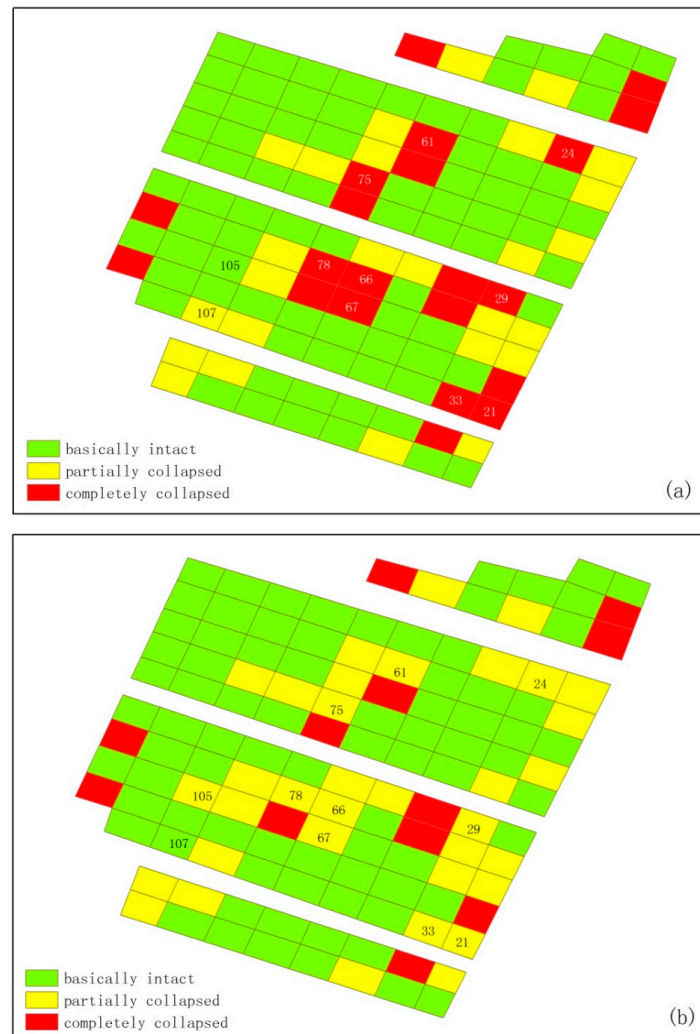 61
24
75
78
66
105
29
67
107
33
21
basically intact
partially collapsed
completely collapsed
(a)
61
24
75
78
105
66
29
67
107
33
21
basically intact
partially collapsed
completely collapsed
(b)